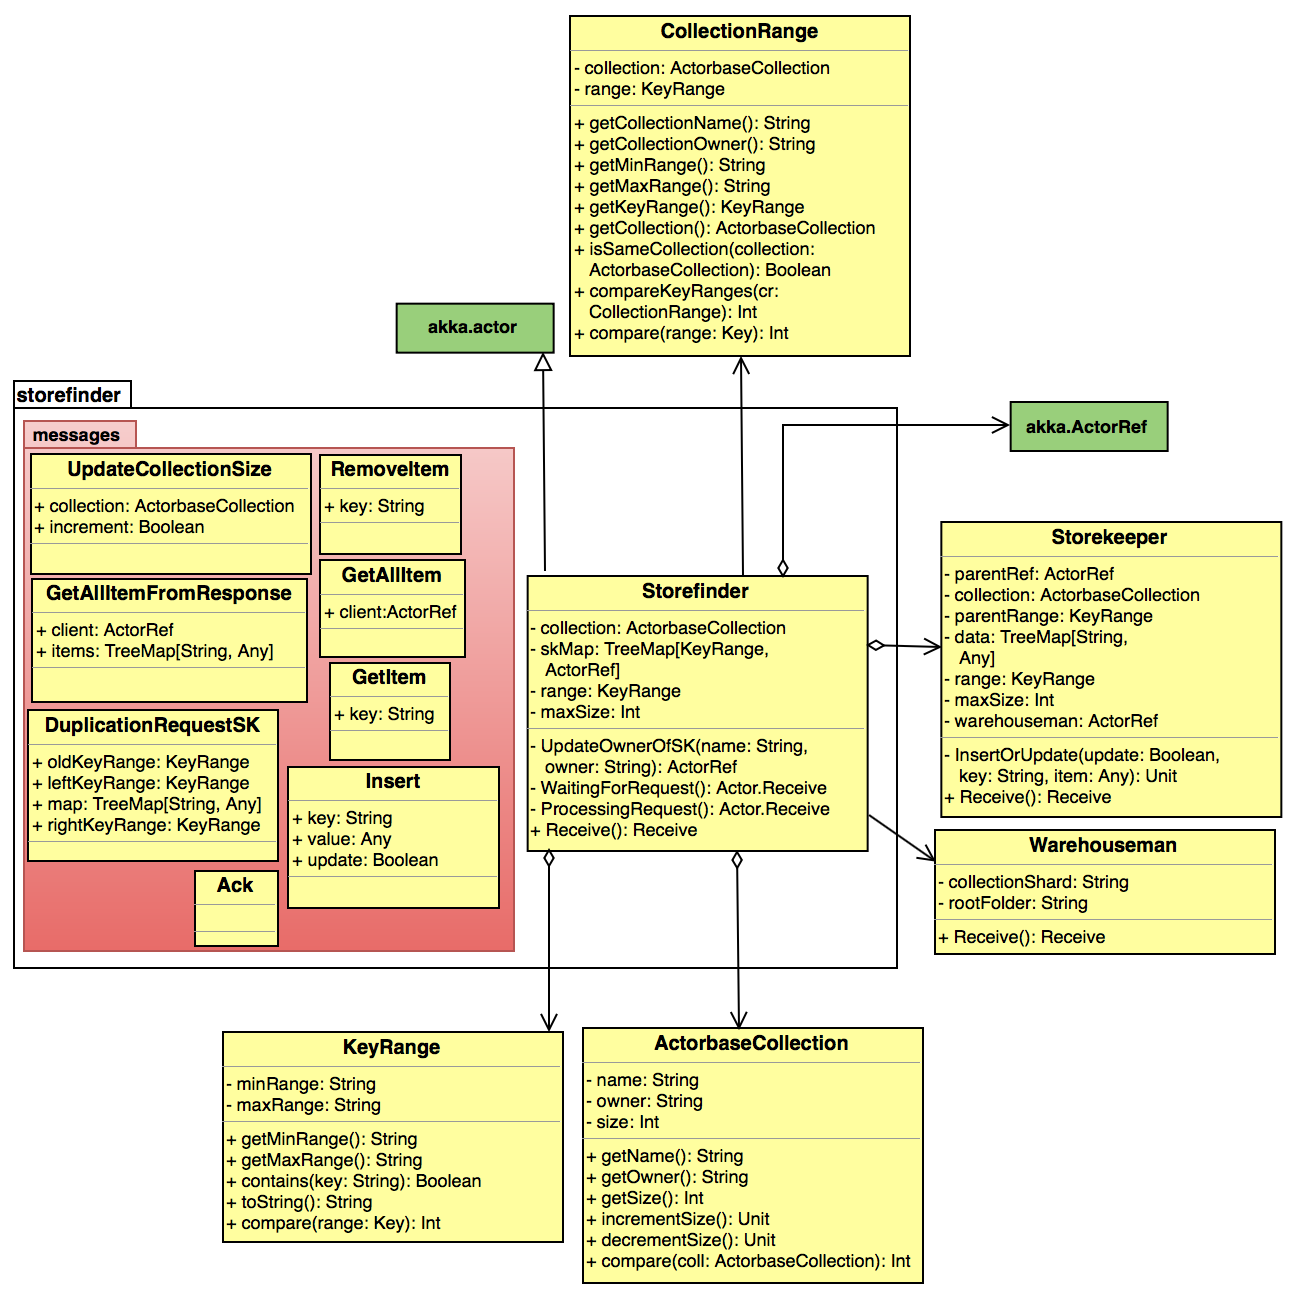 CollectionRange
- collection: ActorbaseCollection
- range: KeyRange
+ getCollectionName(): String
+ getCollectionOwner(): String
+ getMinRange(): String
+ getMaxRange(): String
+ getKeyRange(): KeyRange
+ getCollection(): ActorbaseCollection
+ isSameCollection(collection:
ActorbaseCollection): Boolean
+ compareKeyRanges(cr:
CollectionRange): Int
+ compare(range: Key): Int
akka.actor
akka.ActorRef
storefinder
messages
UpdateCollectionSize
+ collection: ActorbaseCollection
+ increment: Boolean
RemoveItem
+ key: String
GetAllItemFromResponse
+ client: ActorRef
+ items: TreeMap[String, Any]
GetAllItem
+ client:ActorRef
GetItem
+ key: String
DuplicationRequestSK
+ oldKeyRange: KeyRange
+ leftKeyRange: KeyRange
+ map: TreeMap[String, Any]
+ rightKeyRange: KeyRange
Insert
+ key: String
+ value: Any
+ update: Boolean
Ack
Storefinder
- collection: ActorbaseCollection
- skMap: TreeMap[KeyRange,
ActorRef]
- range: KeyRange
- maxSize: Int
- UpdateOwnerOfSK(name: String,
owner: String): ActorRef
- WaitingForRequest(): Actor.Receive
- ProcessingRequest(): Actor.Receive
+ Receive(): Receive
Storekeeper
- parentRef: ActorRef
- collection: ActorbaseCollection
- parentRange: KeyRange
- data: TreeMap[String,
Any]
- range: KeyRange
- maxSize: Int
- warehouseman: ActorRef
- InsertOrUpdate(update: Boolean,
key: String, item: Any): Unit
+ Receive(): Receive
Warehouseman
- collectionShard: String
- rootFolder: String
+ Receive(): Receive
KeyRange
- minRange: String
- maxRange: String
+ getMinRange(): String
+ getMaxRange(): String
+ contains(key: String): Boolean
+ toString(): String
+ compare(range: Key): Int
ActorbaseCollection
- name: String
- owner: String
- size: Int
+ getName(): String
+ getOwner(): String
+ getSize(): Int
+ incrementSize(): Unit
+ decrementSize(): Unit
+ compare(coll: ActorbaseCollection): Int